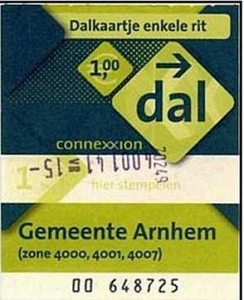 Dalkaartje enkele rit
1,00
dal
connexxion
hier stempelen
Gemeente Arnhem
(zone 4000, 4001, 4007)
00 648725